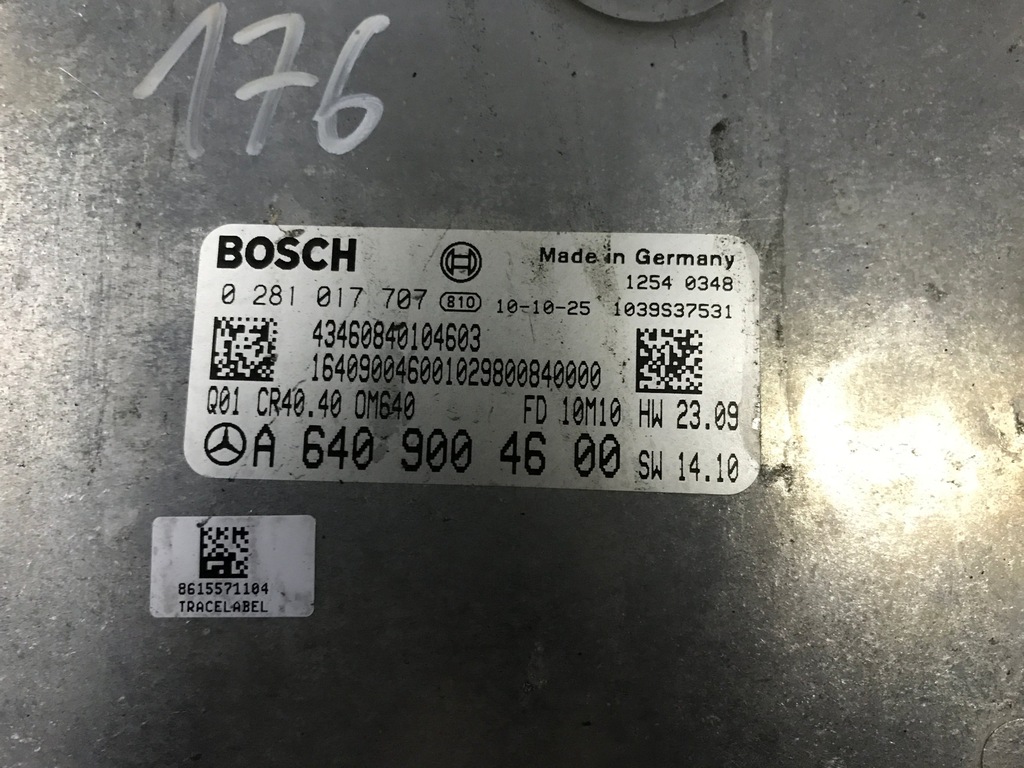 176
BOSCH Made in Germany
1254 0348
0 281 017 707 810 10-10-25 1039S37531
43460840104603
164090046001029800840000
Q01 CR40.40 OM640 FD 10M10 HW 23.09
A 640 900 46 00 SW 14.10
8615571104
TRACELABEL